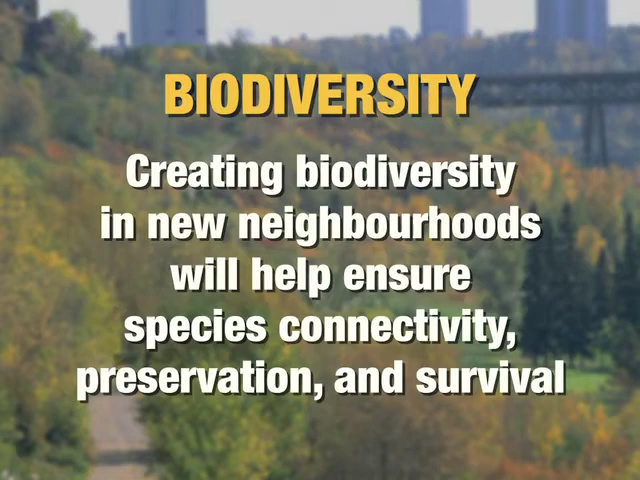 BIODIVERSITY
Creating biodiversity
in new neighbourhoods
will help ensure
species connectivity,
preservation, and survival